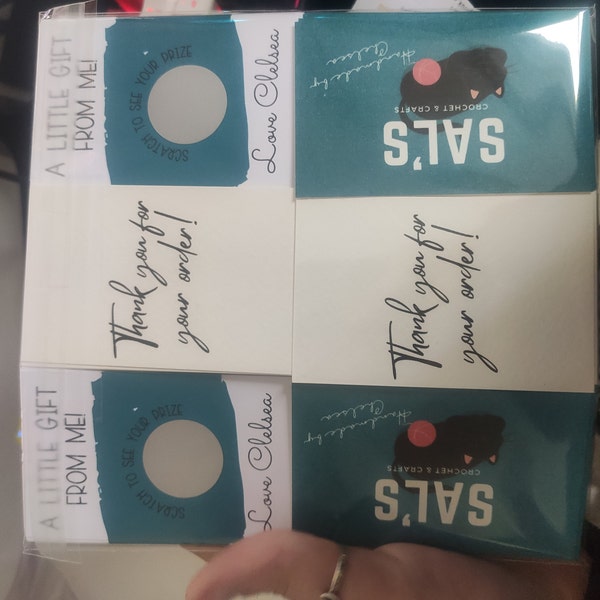 A LITTLE GIFT
FROM ME!
SCRATCH TO SEE YOUR PRIZE
Love Chelsea
Handmade by
Chelsea
CROCHET & CRAFTS
SAL'S
Thank you for
your order!
Thank you for
your order!
A LITTLE GIFT
FROM ME!
SCRATCH TO SEE YOUR PRIZE
Love Chelsea
Handmade by
Chelsea
CROCHET & CRAFTS
SAL'S